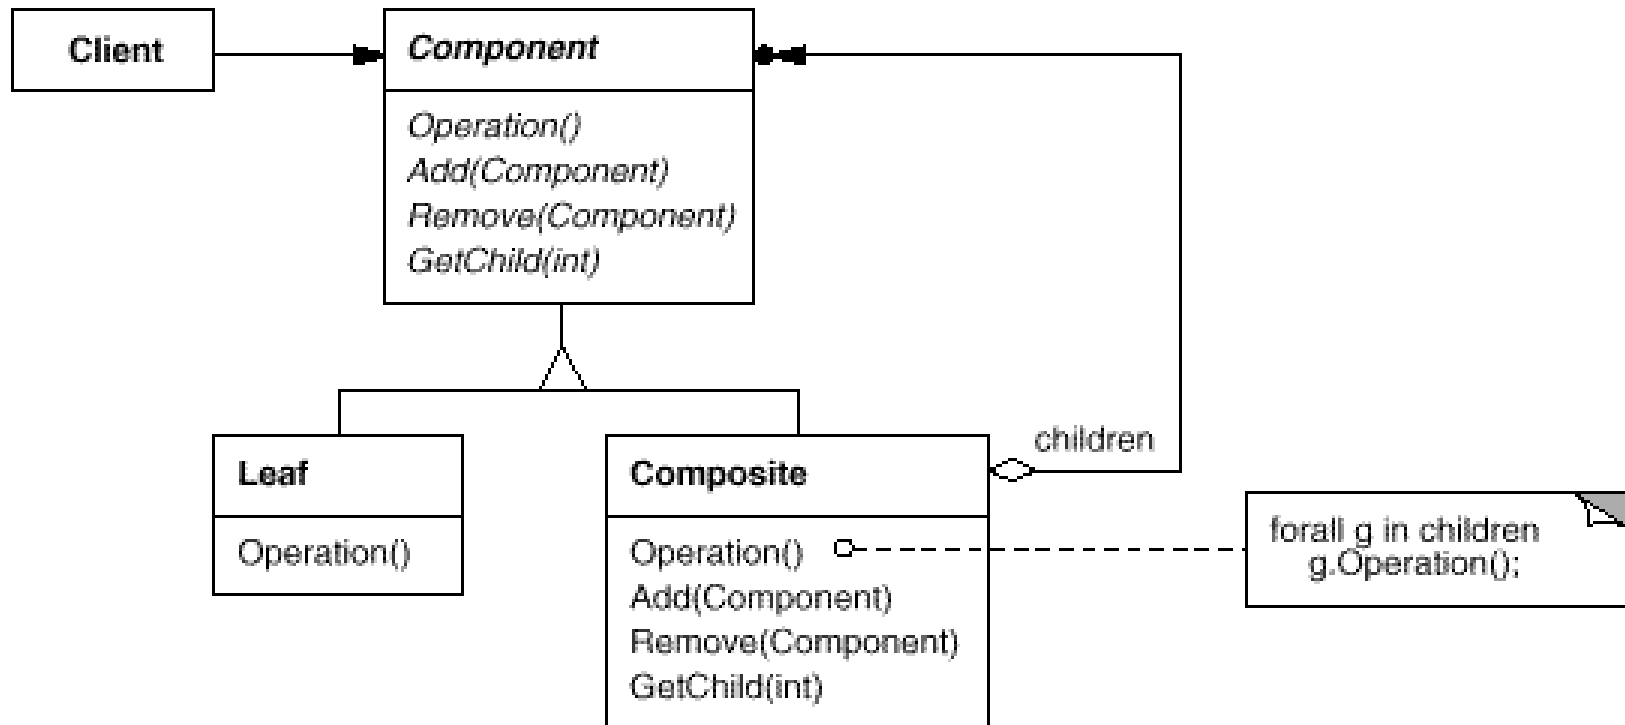 Client
Component
Operation()
Add(Component)
Remove(Component)
GetChild(int)
Leaf
Operation()
Composite
Operation()
Add(Component)
Remove(Component)
GetChild(int)
children
forall g in children
g.Operation();